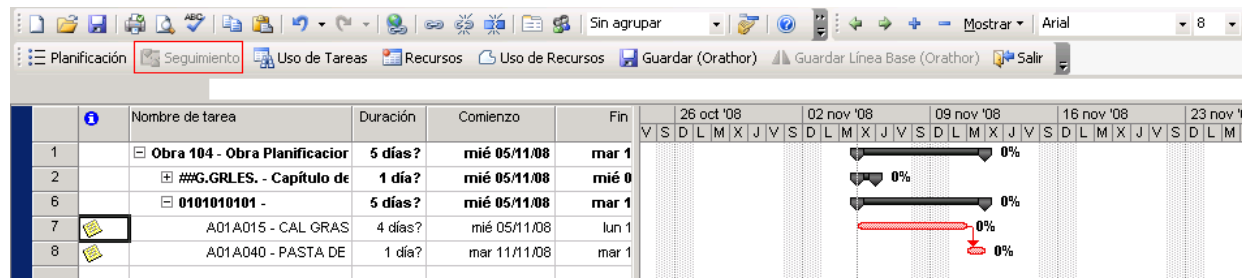 ABC Sin agrupar Mostrar Arial 8
Planificación Seguimiento Uso de Tareas Recursos Uso de Recursos Guardar (Orathor) Guardar Línea Base (Orathor) Salir
Nombre de tarea Duración Comienzo Fin 26 oct '08 02 nov '08 09 nov '08 16 nov '08 23 nov '
V S D L M X J V S D L M X J V S D L M X J V S D L M X J V S D L M
1 Obra 104 - Obra Planificacior 5 días? mié 05/11/08 mar 1 0%
2 ##G.GRLES. - Capítulo de 1 día? mié 05/11/08 mié 0 0%
6 0101010101 - 5 días? mié 05/11/08 mar 1 0%
7 A01A015 - CAL GRAS 4 días? mié 05/11/08 lun 1 0%
8 A01A040 - PASTA DE 1 día? mar 11/11/08 mar 1 0%